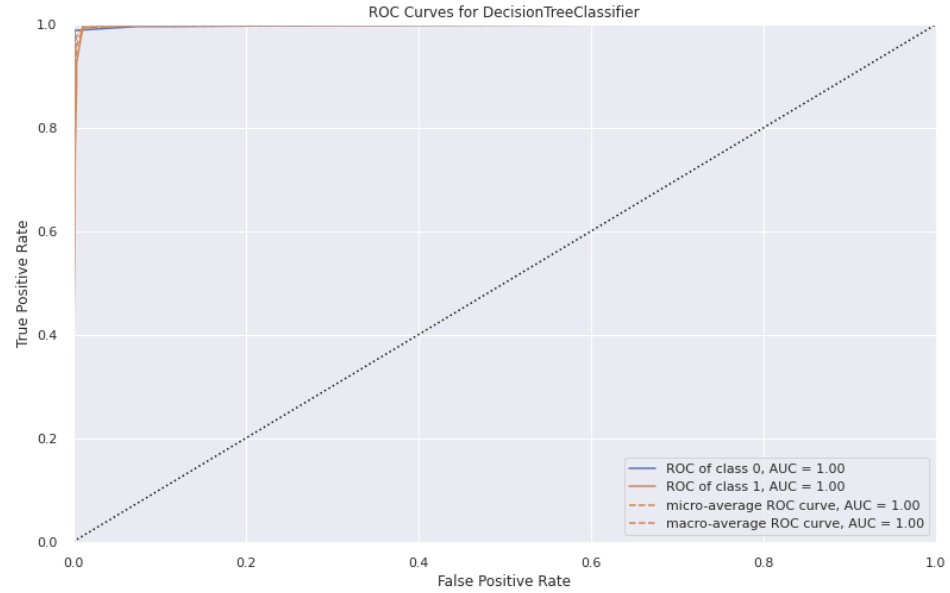 ROC Curves for DecisionTreeClassifier
1.0
0.8
0.6
0.4
0.2
0.0
True Positive Rate
ROC of class 0, AUC = 1.00
ROC of class 1, AUC = 1.00
micro-average ROC curve, AUC = 1.00
macro-average ROC curve, AUC = 1.00
0.0 0.2 0.4 0.6 0.8 1.0
False Positive Rate